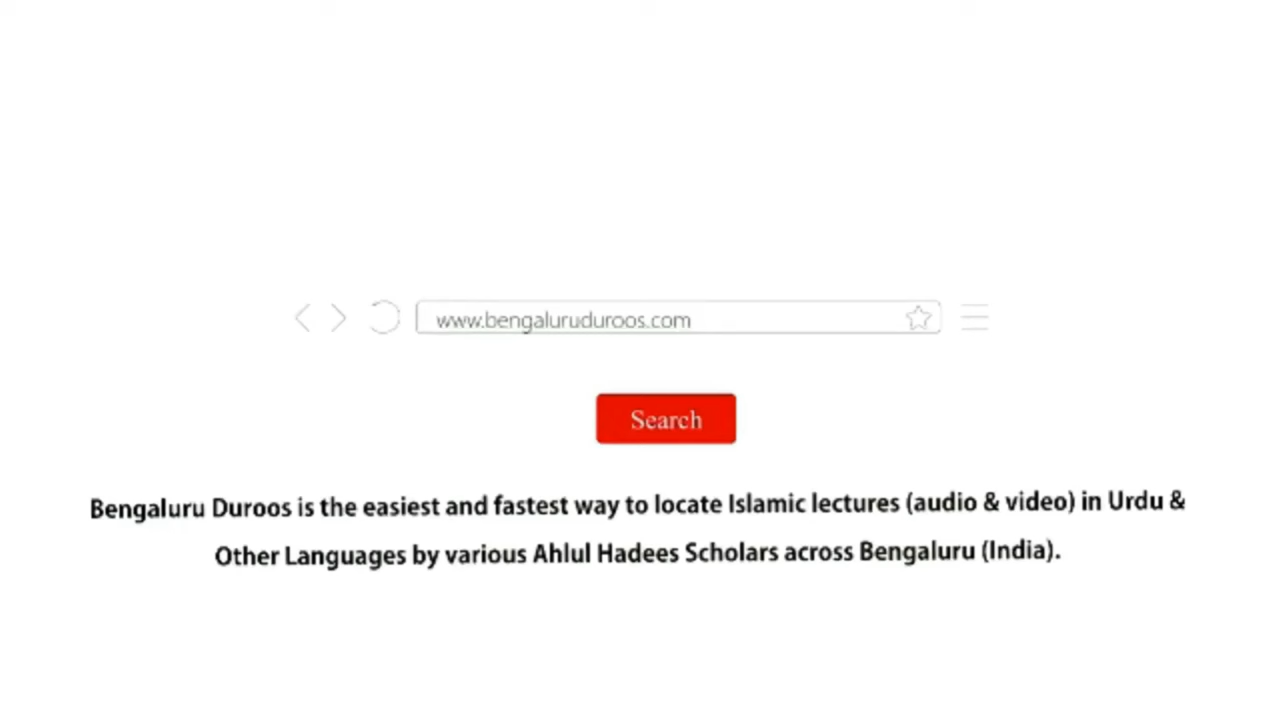 www.bengaluruduroos.com
Search
Bengaluru Duroos is the easiest and fastest way to locate Islamic lectures (audio & video) in Urdu &
Other Languages by various Ahlul Hadees Scholars across Bengaluru (India).